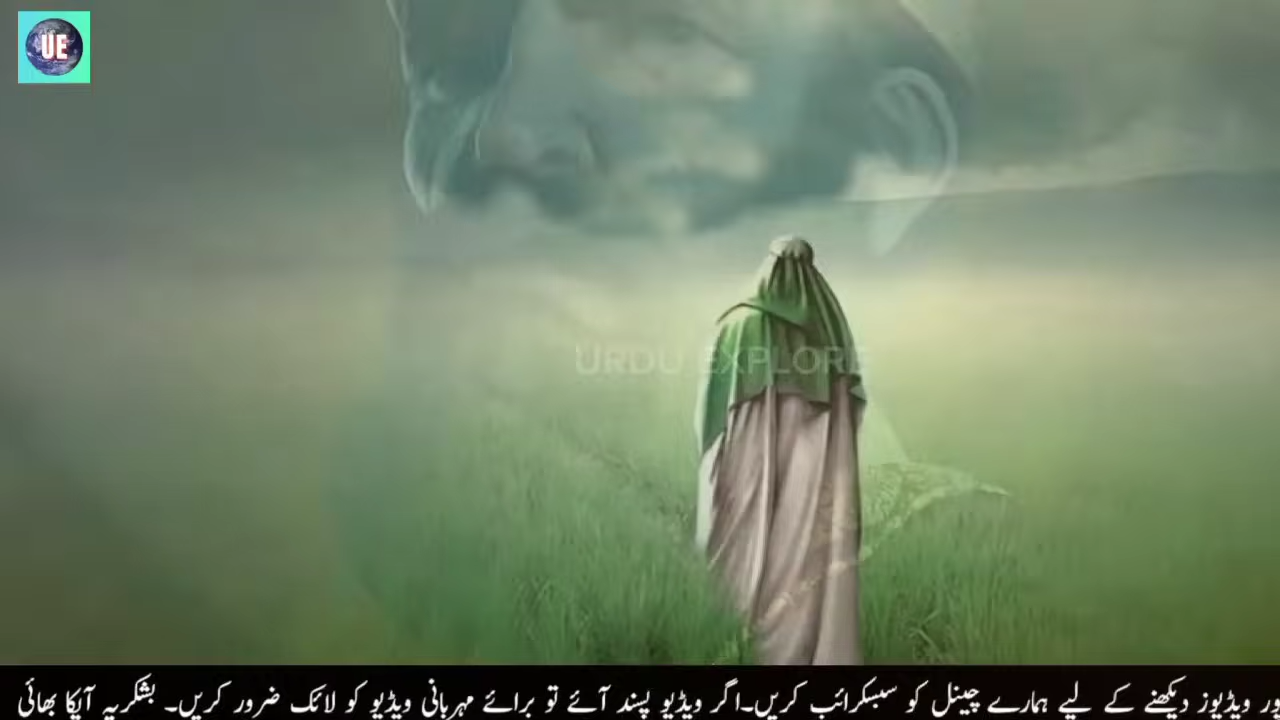 UE
URDU EXPLORE
ویڈیوز دیکھنے کے لیے ہمارے چینل کو سبسکرائب کریں۔اگر ویڈیو پسند آئے تو برائے مہربانی ویڈیو کو لائک ضرور کریں۔ بشکریہ آپکا بھائی